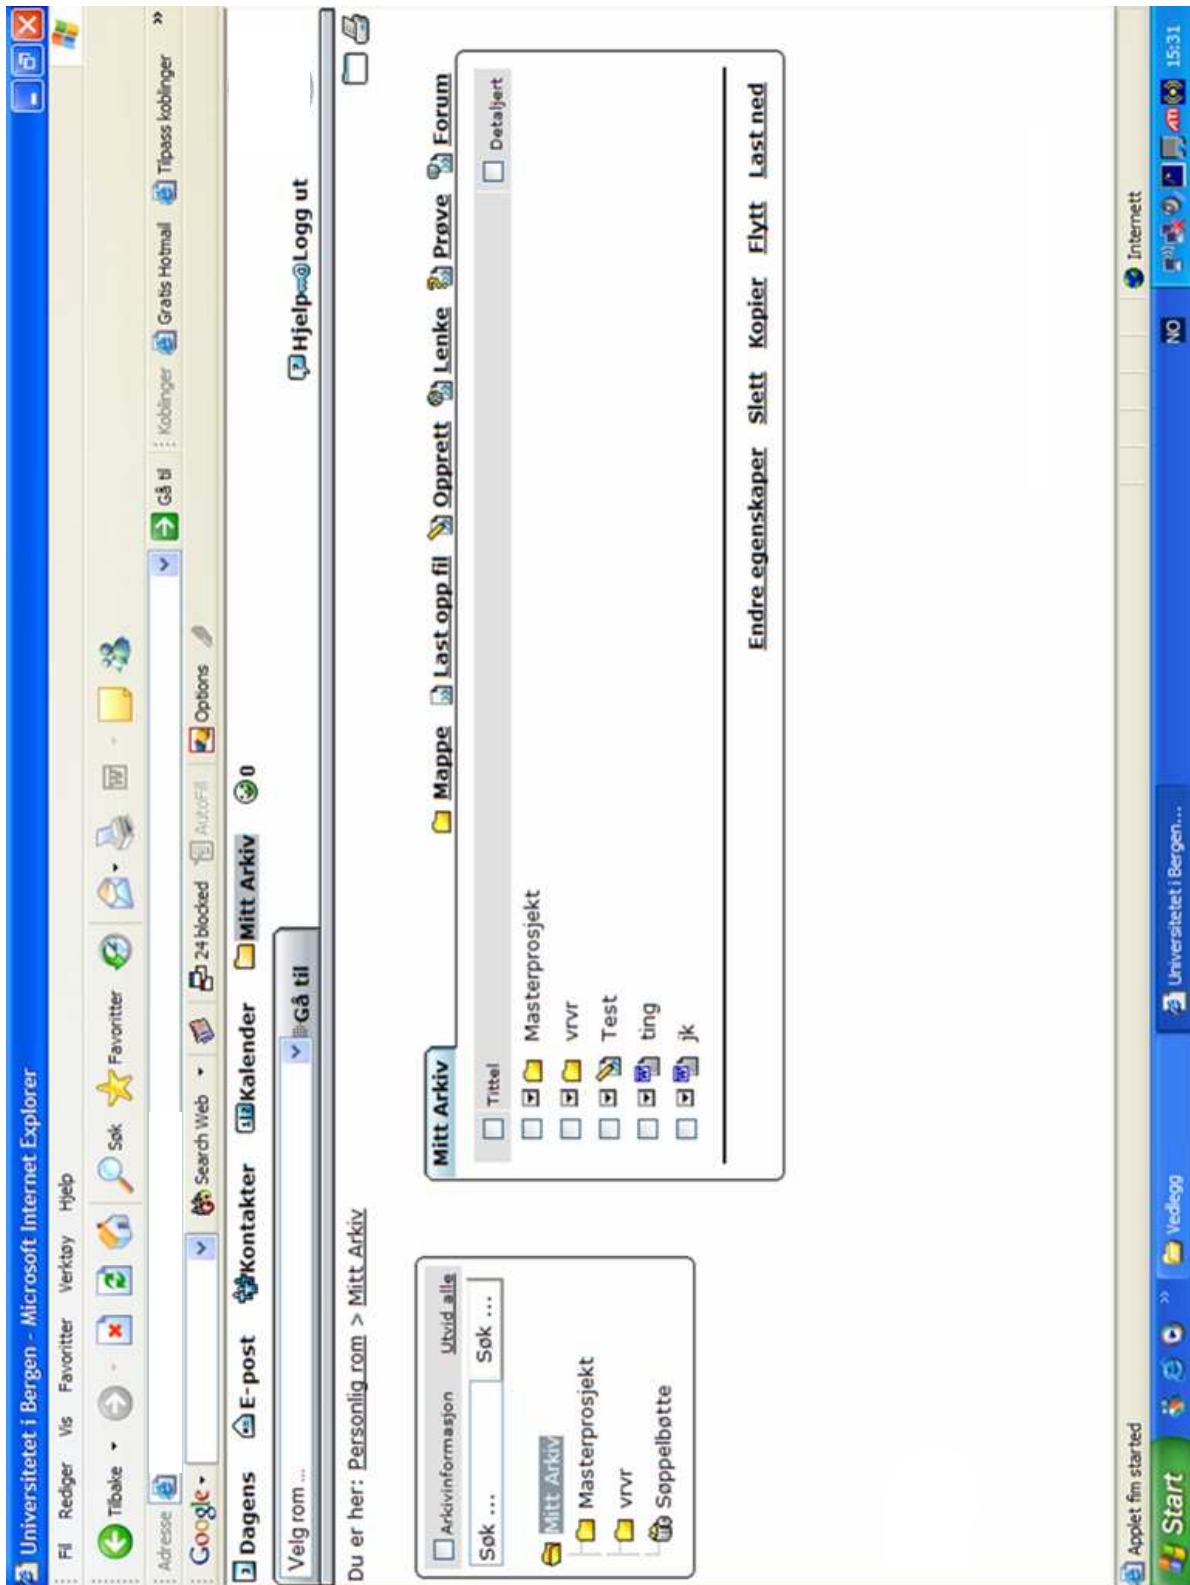 Universitetet i Bergen - Microsoft Internet Explorer
Fil Rediger Vis Favoritter Verktøy Hjelp
Tilbake Søk Favoritter
Adresse Gå til Koblinger Gratis Hotmail Tilpass koblinger »
Google Search Web 24 blocked AutoFill Options
Dagens E-post Kontakter Kalender Mitt Arkiv 0
Velg rom ... Gå til Hjelp Logg ut
Du er her: Personlig rom > Mitt Arkiv
Arkivinformasjon Utvid alle
Søk ... Søk ...
Mitt Arkiv
Masterprosjekt
vrvr
Søppelbøtte
Mitt Arkiv Mappe Last opp fil Opprett Lenke Prøve Forum
Tittel Detaljert
Masterprosjekt
vrvr
Test
ting
jk
Endre egenskaper Slett Kopier Flytt Last ned
Applet fim started Internett
Start » Vedlegg Universitetet i Bergen... NO ATI 15:31